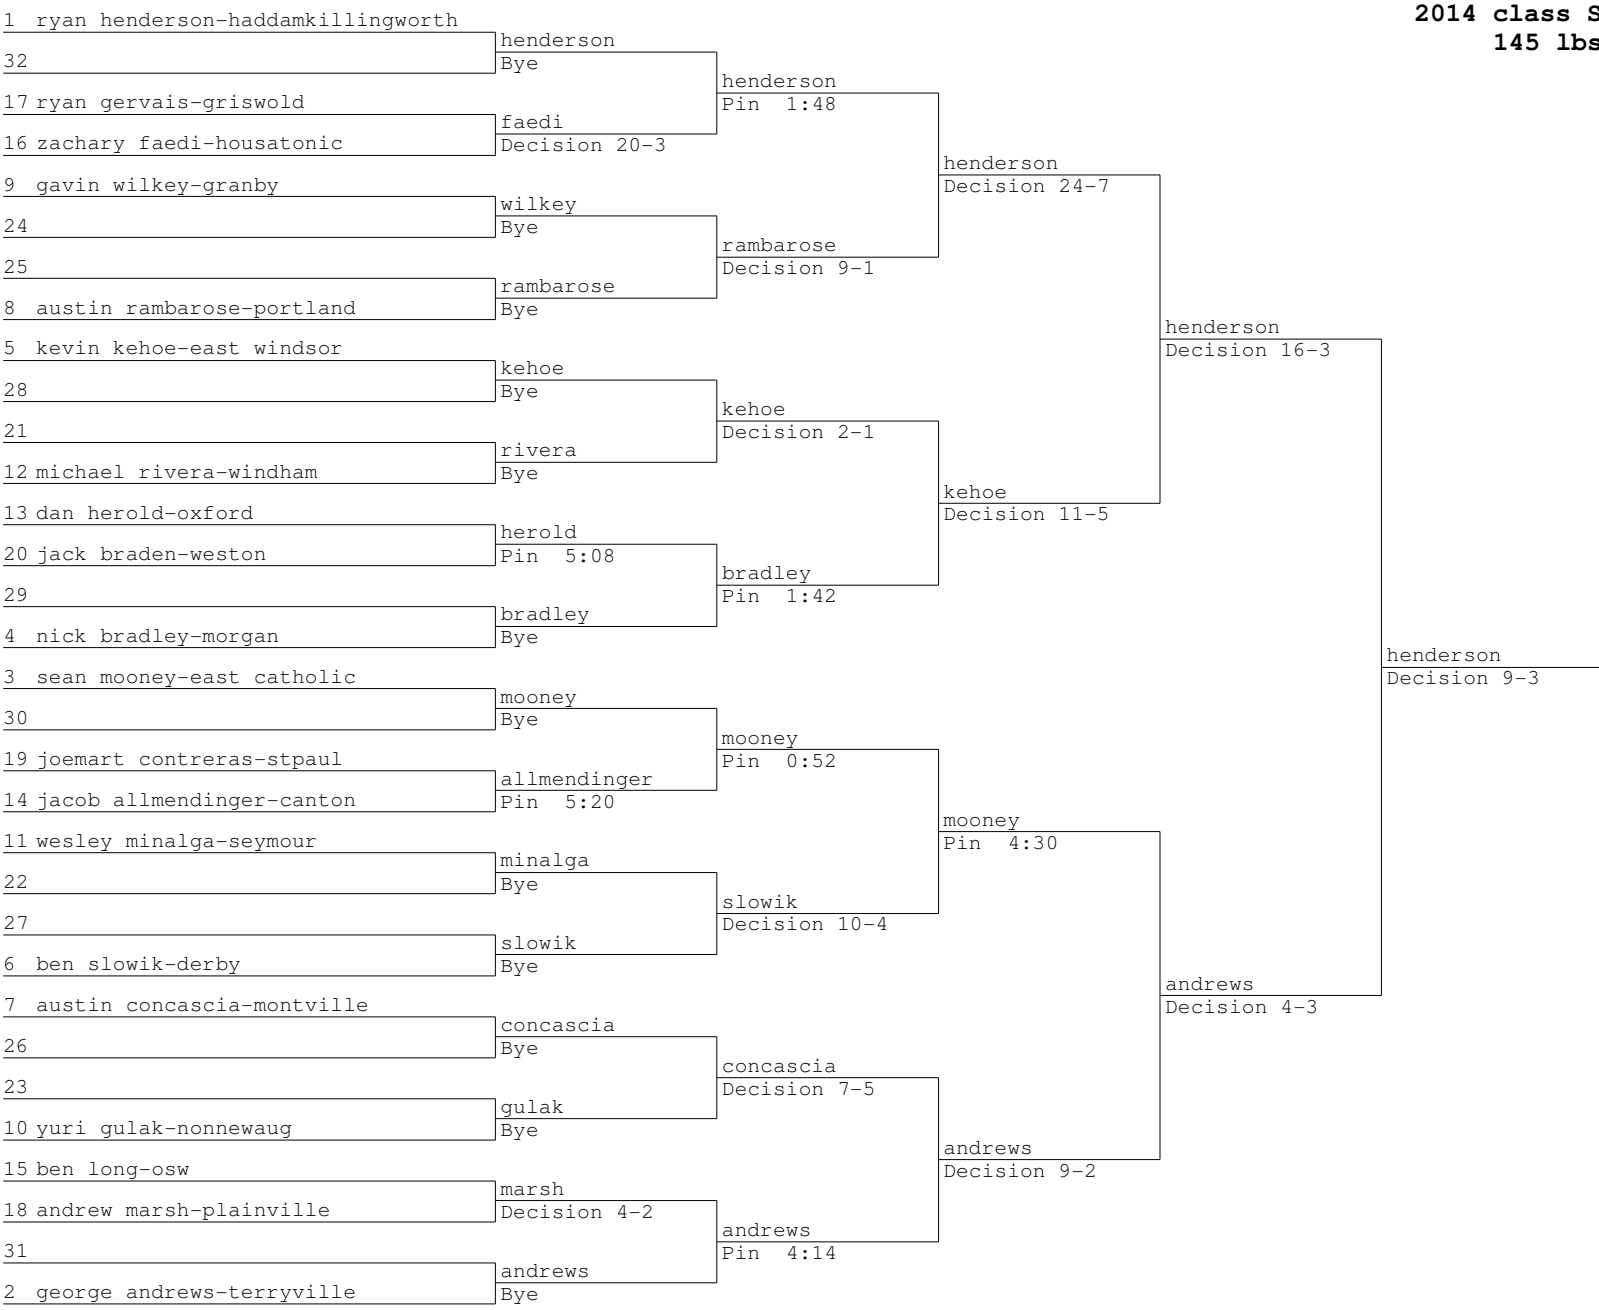 2014 class S
145 lbs
1 ryan henderson-haddamkillingworth
henderson
32
Bye
henderson
17 ryan gervais-griswold
Pin 1:48
faedi
16 zachary faedi-housatonic
Decision 20-3
henderson
9 gavin wilkey-granby
Decision 24-7
wilkey
24
Bye
rambarose
25
Decision 9-1
rambarose
8 austin rambarose-portland
Bye
henderson
5 kevin kehoe-east windsor
Decision 16-3
kehoe
28
Bye
kehoe
21
Decision 2-1
rivera
12 michael rivera-windham
Bye
kehoe
13 dan herold-oxford
Decision 11-5
herold
20 jack braden-weston
Pin 5:08
bradley
29
Pin 1:42
bradley
4 nick bradley-morgan
Bye
henderson
3 sean mooney-east catholic
Decision 9-3
mooney
30
Bye
mooney
19 joemart contreras-stpaul
Pin 0:52
allmendinger
14 jacob allmendinger-canton
Pin 5:20
mooney
11 wesley minalga-seymour
Pin 4:30
minalga
22
Bye
slowik
27
Decision 10-4
slowik
6 ben slowik-derby
Bye
andrews
7 austin concascia-montville
Decision 4-3
concascia
26
Bye
concascia
23
Decision 7-5
gulak
10 yuri gulak-nonnewaug
Bye
andrews
15 ben long-osw
Decision 9-2
marsh
18 andrew marsh-plainville
Decision 4-2
andrews
31
Pin 4:14
andrews
2 george andrews-terryville
Bye